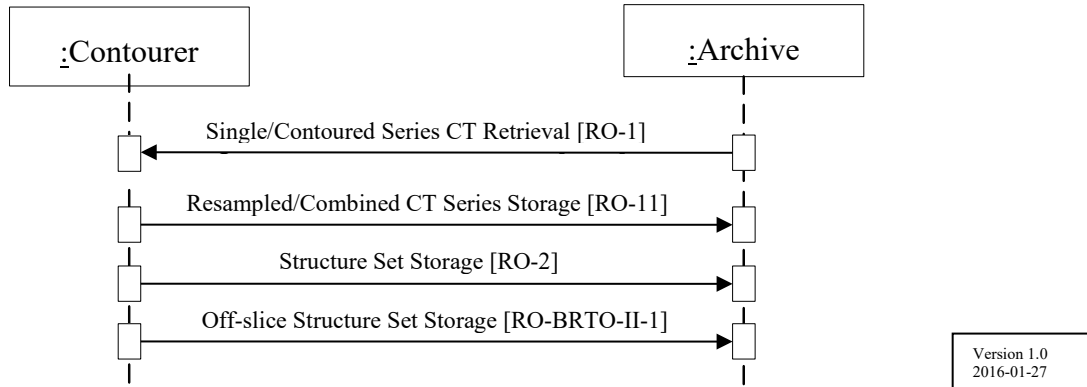 :Contourer
:Archive
Single/Contoured Series CT Retrieval [RO-1]
Resampled/Combined CT Series Storage [RO-11]
Structure Set Storage [RO-2]
Off-slice Structure Set Storage [RO-BRTO-II-1]
Version 1.0
2016-01-27